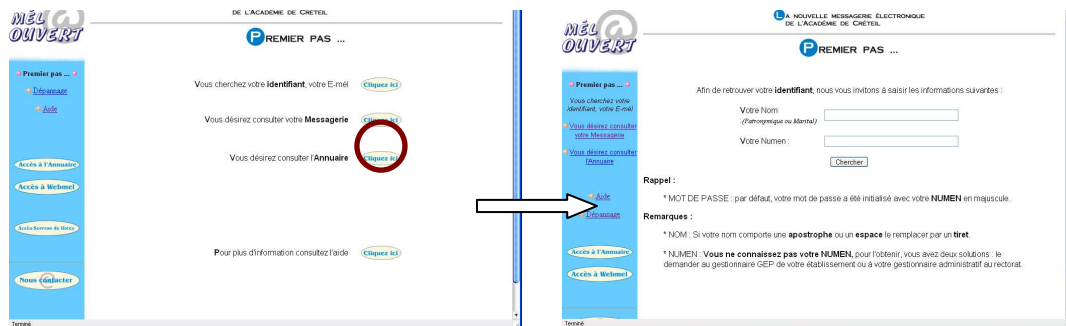 MÉL
OUVERT
DE L'ACADEMIE DE CRÉTEIL
PREMIER PAS ...
Premier pas ...
Dépannage
Aide
Accès à l'Annuaire
Accès à Webmel
Nous contacter
Vous cherchez votre identifiant, votre E-mél
Cliquez ici
Vous désirez consulter votre Messagerie
Cliquez ici
Vous désirez consulter l'Annuaire
Cliquez ici
Pour plus d'information consultez l'aide
Cliquez ici
Terminé
MÉL
OUVERT
LA NOUVELLE MESSAGERIE ÉLECTRONIQUE
DE L'ACADÉMIE DE CRÉTEIL
PREMIER PAS ...
Premier pas ...
Vous cherchez votre
identifiant, votre E-mél
Vous désirez consulter
votre Messagerie
Vous désirez consulter
l'Annuaire
Aide
Dépannage
Accès à l'Annuaire
Accès à Webmel
Afin de retrouver votre identifiant, nous vous invitons à saisir les informations suivantes :
Votre Nom
(Patronymique ou Marital)
Votre Numen :
Chercher
Rappel :
* MOT DE PASSE : par défaut, votre mot de passe a été initialisé avec votre NUMEN en majuscule.
Remarques :
* NOM : Si votre nom comporte une apostrophe ou un espace le remplacer par un tiret.
* NUMEN : Vous ne connaissez pas votre NUMEN, pour l'obtenir, vous avez deux solutions : le
demander au gestionnaire GEP de votre établissement ou à votre gestionnaire administratif au rectorat.
Terminé